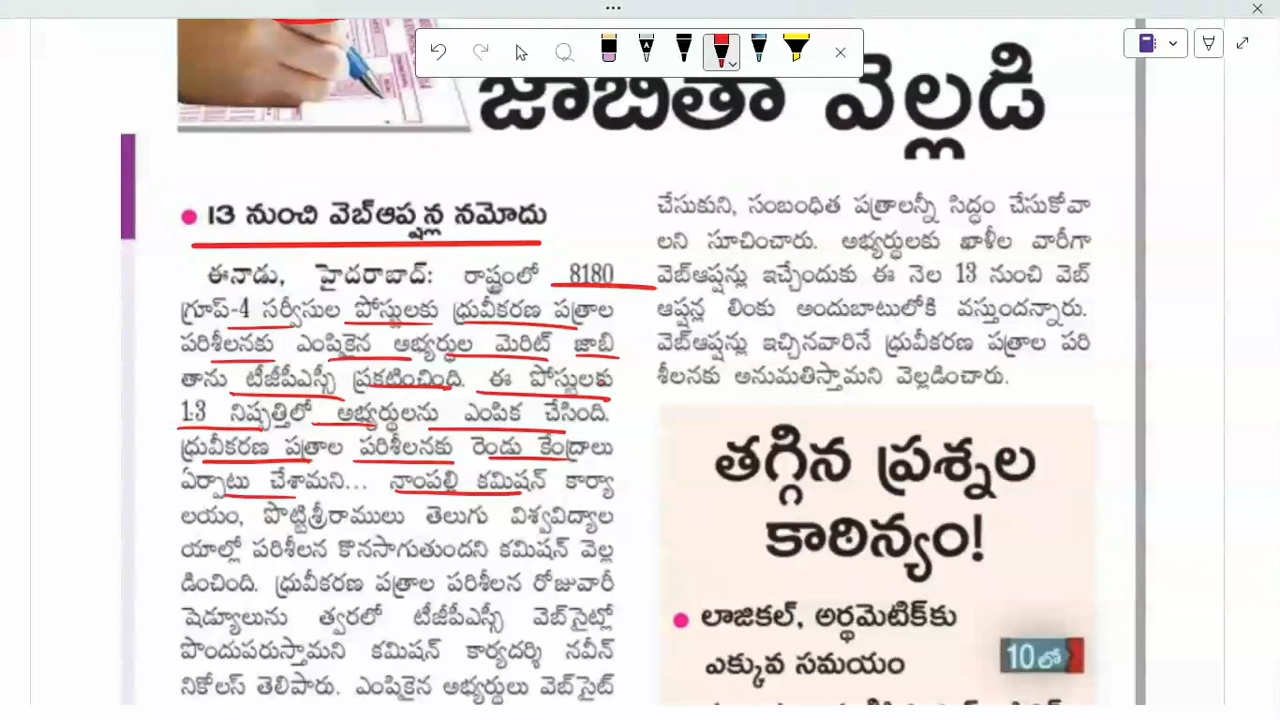 జాబితా వెల్లడి
• 13 నుంచి వెబ్ఆప్షన్ల నమోదు
ఈనాడు, హైదరాబాద్: రాష్ట్రంలో 8180
గ్రూప్-4 సర్వీసుల పోస్టులకు ధ్రువీకరణ పత్రాల
పరిశీలనకు ఎంపికైన అభ్యర్థుల మెరిట్ జాబి
తాను టీజీపీఎస్సీ ప్రకటించింది. ఈ పోస్టులకు
1:3 నిష్పత్తిలో అభ్యర్థులను ఎంపిక చేసింది.
ధ్రువీకరణ పత్రాల పరిశీలనకు రెండు కేంద్రాలు
ఏర్పాటు చేశామని... నాంపల్లి కమిషన్ కార్యా
లయం, పొట్టిశ్రీరాములు తెలుగు విశ్వవిద్యాల
యాల్లో పరిశీలన కొనసాగుతుందని కమిషన్ వెల్ల
డించింది. ధ్రువీకరణ పత్రాల పరిశీలన రోజువారీ
షెడ్యూలును త్వరలో టీజీపీఎస్సీ వెబ్‌సైట్లో
పొందుపరుస్తామని కమిషన్ కార్యదర్శి నవీన్
నికోలస్ తెలిపారు. ఎంపికైన అభ్యర్థులు వెబ్‌సైట్
చేసుకుని, సంబంధిత పత్రాలన్నీ సిద్ధం చేసుకోవా
లని సూచించారు. అభ్యర్థులకు ఖాళీల వారీగా
వెబ్ఆప్షన్లు ఇచ్చేందుకు ఈ నెల 13 నుంచి వెబ్
ఆప్షన్ల లింకు అందుబాటులోకి వస్తుందన్నారు.
వెబ్ఆప్షన్లు ఇచ్చినవారినే ధ్రువీకరణ పత్రాల పరి
శీలనకు అనుమతిస్తామని వెల్లడించారు.
తగ్గిన ప్రశ్నల
కాఠిన్యం!
• లాజికల్, అర్థమెటిక్‌కు
ఎక్కువ సమయం
10లో